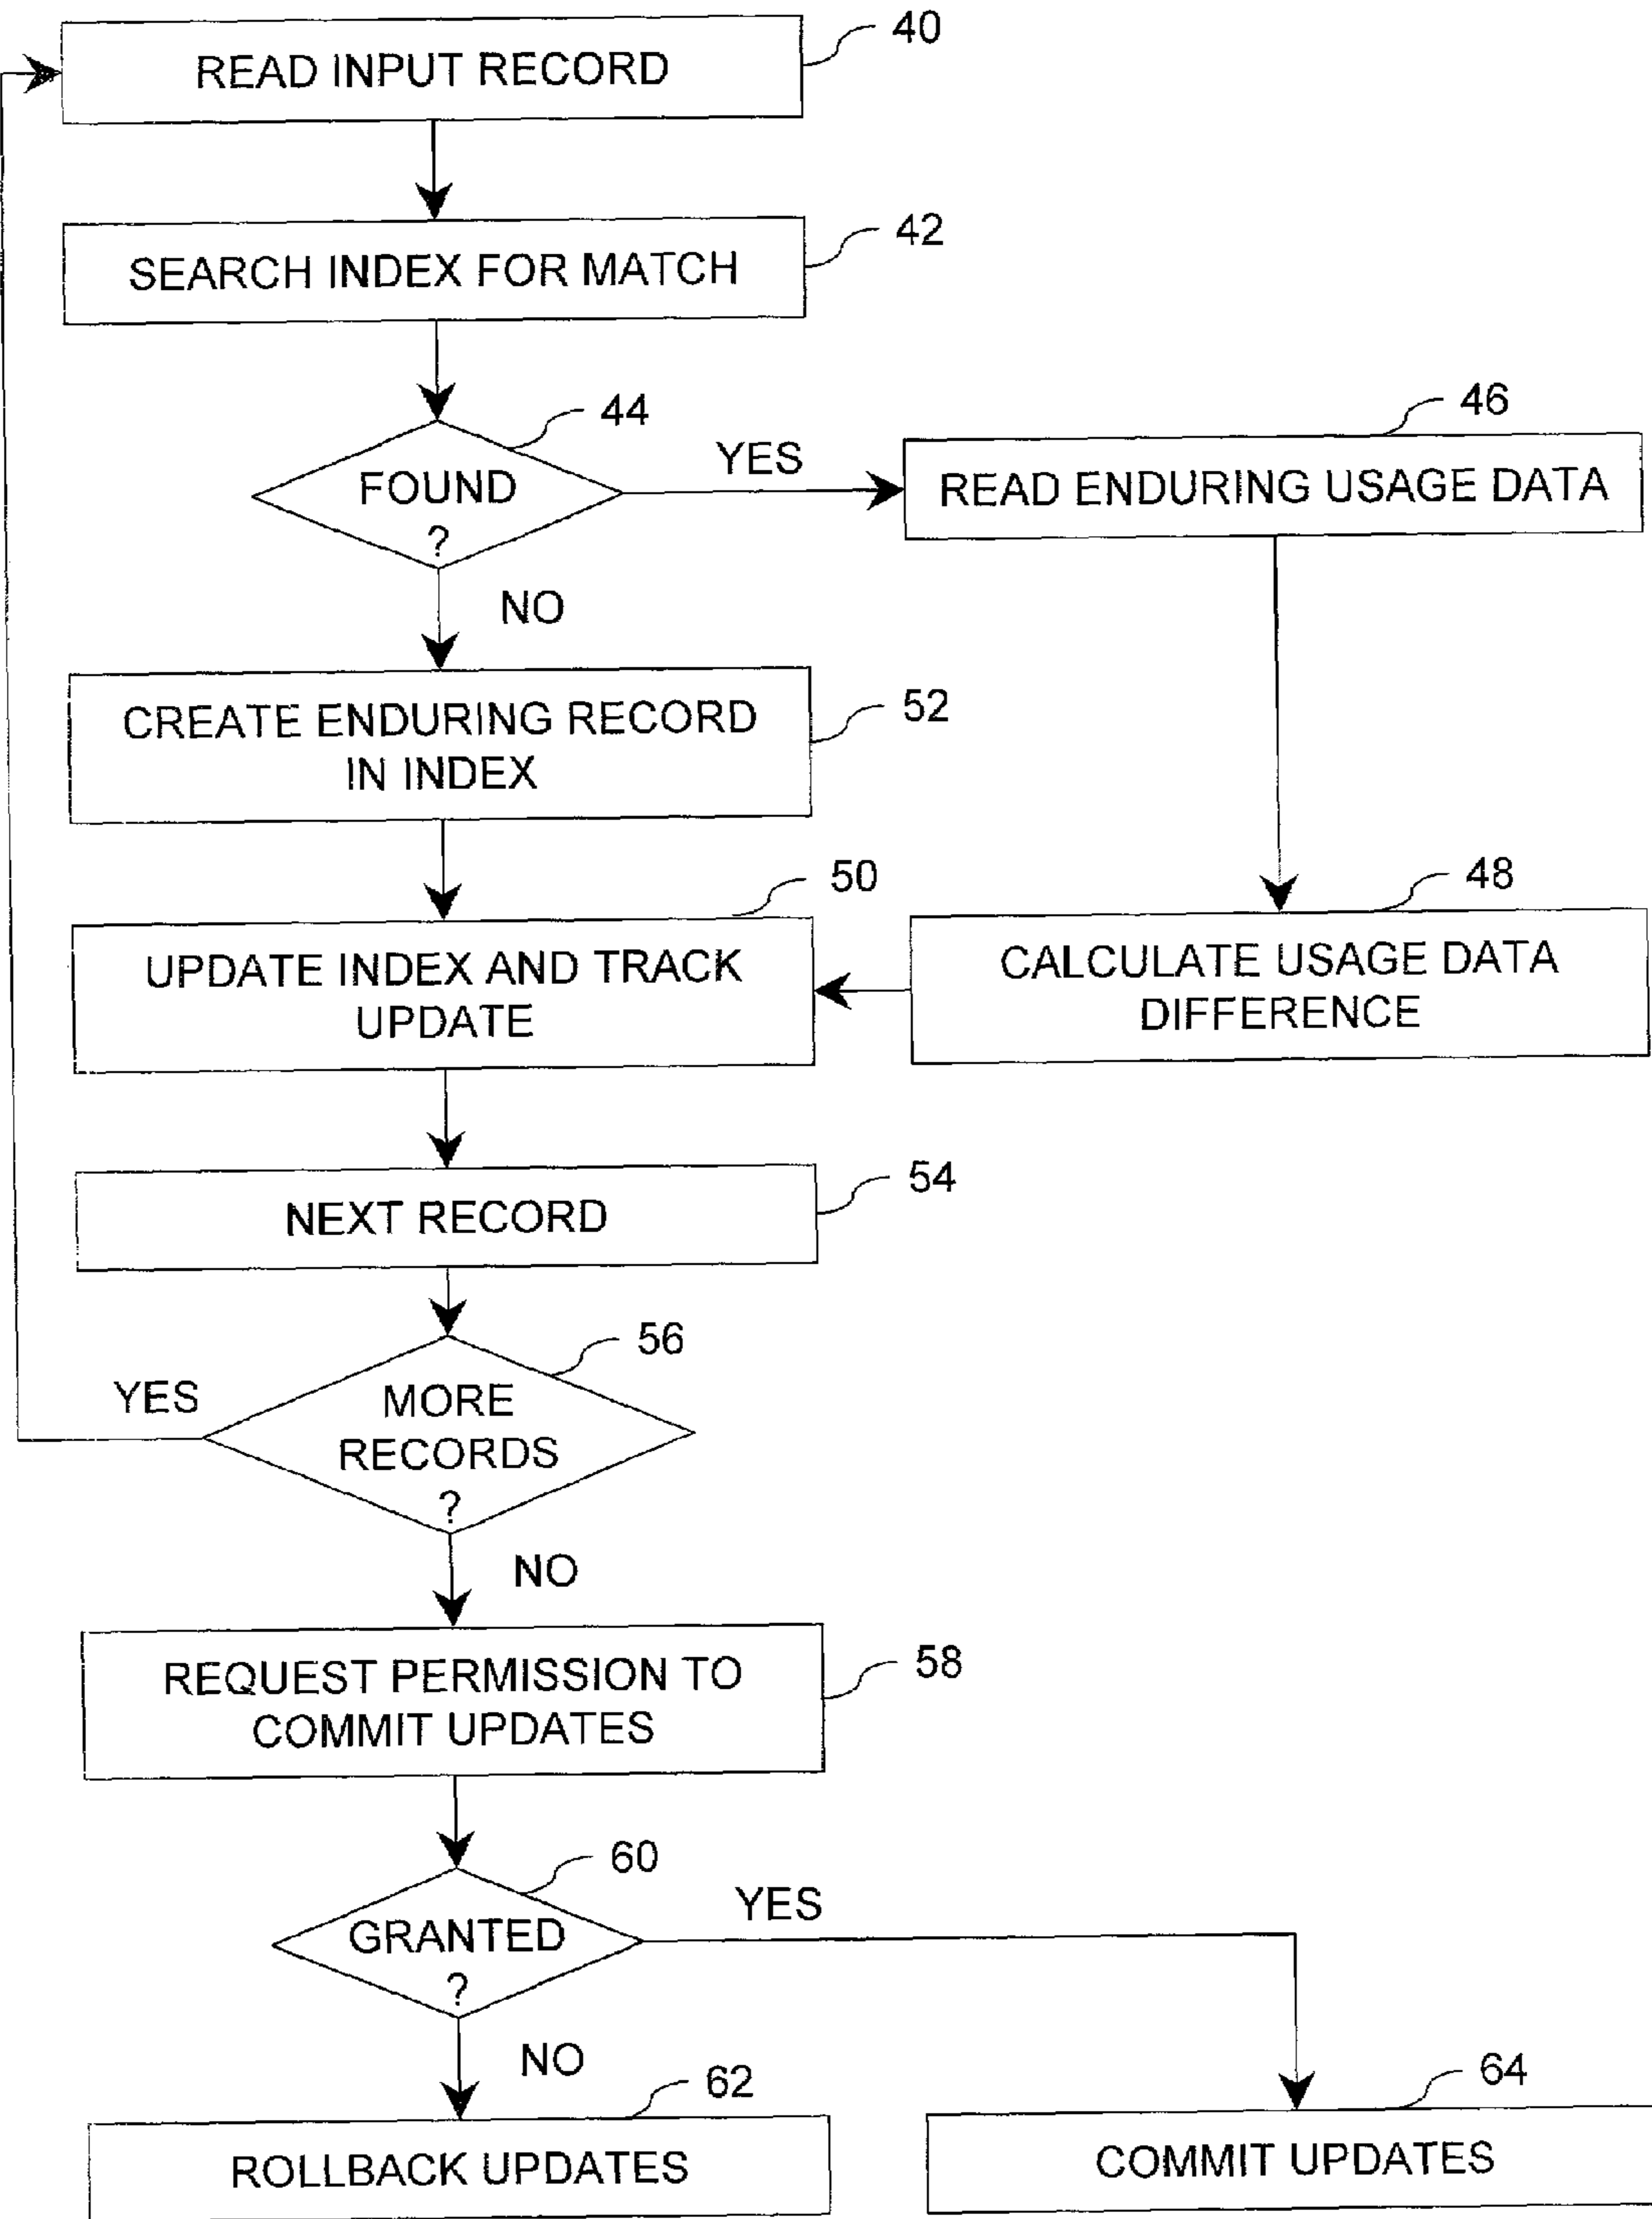 40
READ INPUT RECORD
42
SEARCH INDEX FOR MATCH
44
FOUND
?
YES
46
READ ENDURING USAGE DATA
NO
52
CREATE ENDURING RECORD
IN INDEX
50
UPDATE INDEX AND TRACK
UPDATE
48
CALCULATE USAGE DATA
DIFFERENCE
54
NEXT RECORD
56
MORE
RECORDS
?
YES
NO
58
REQUEST PERMISSION TO
COMMIT UPDATES
60
GRANTED
?
YES
NO
62
ROLLBACK UPDATES
64
COMMIT UPDATES